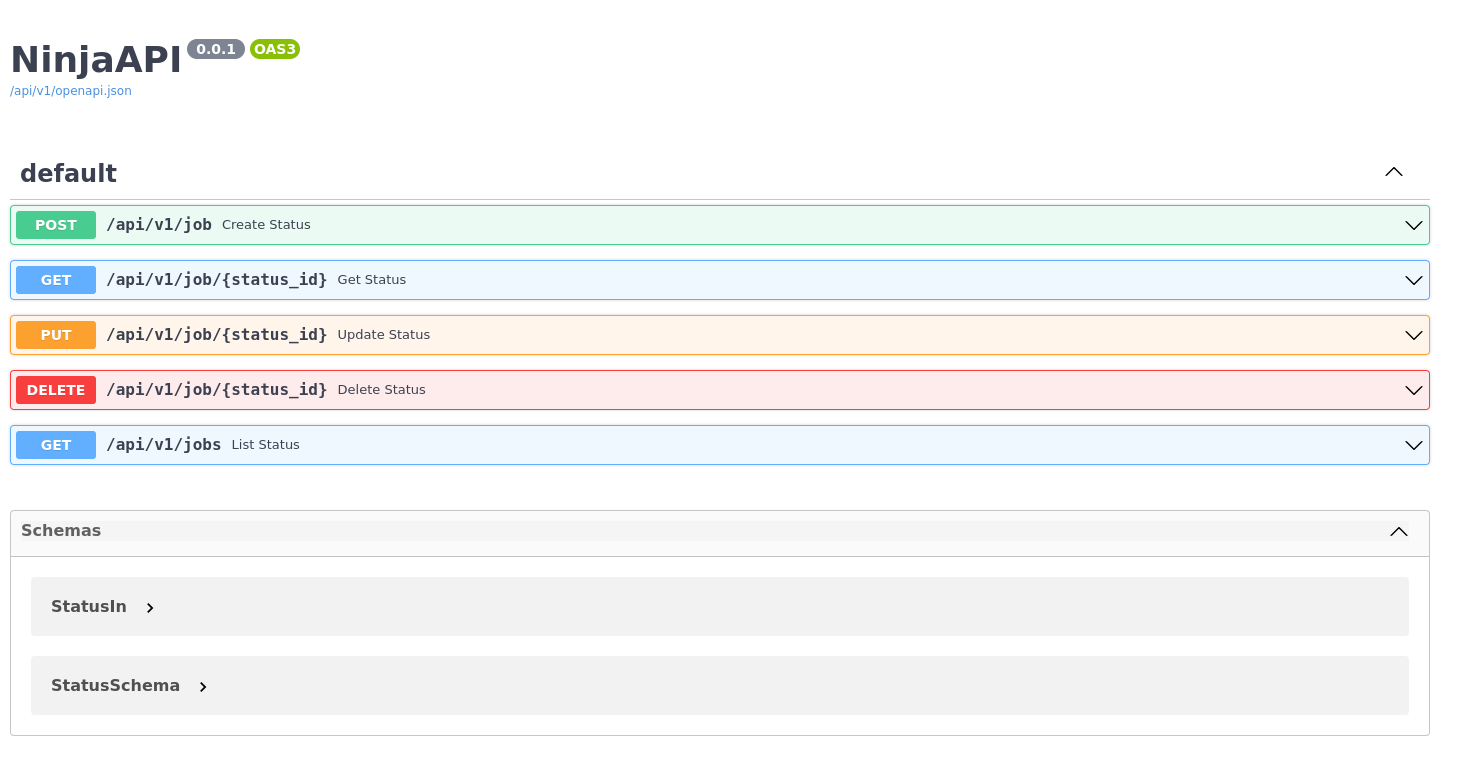 NinjaAPI 0.0.1 OAS3
/api/v1/openapi.json
default
POST /api/v1/job Create Status
GET /api/v1/job/{status_id} Get Status
PUT /api/v1/job/{status_id} Update Status
DELETE /api/v1/job/{status_id} Delete Status
GET /api/v1/jobs List Status
Schemas
StatusIn
StatusSchema